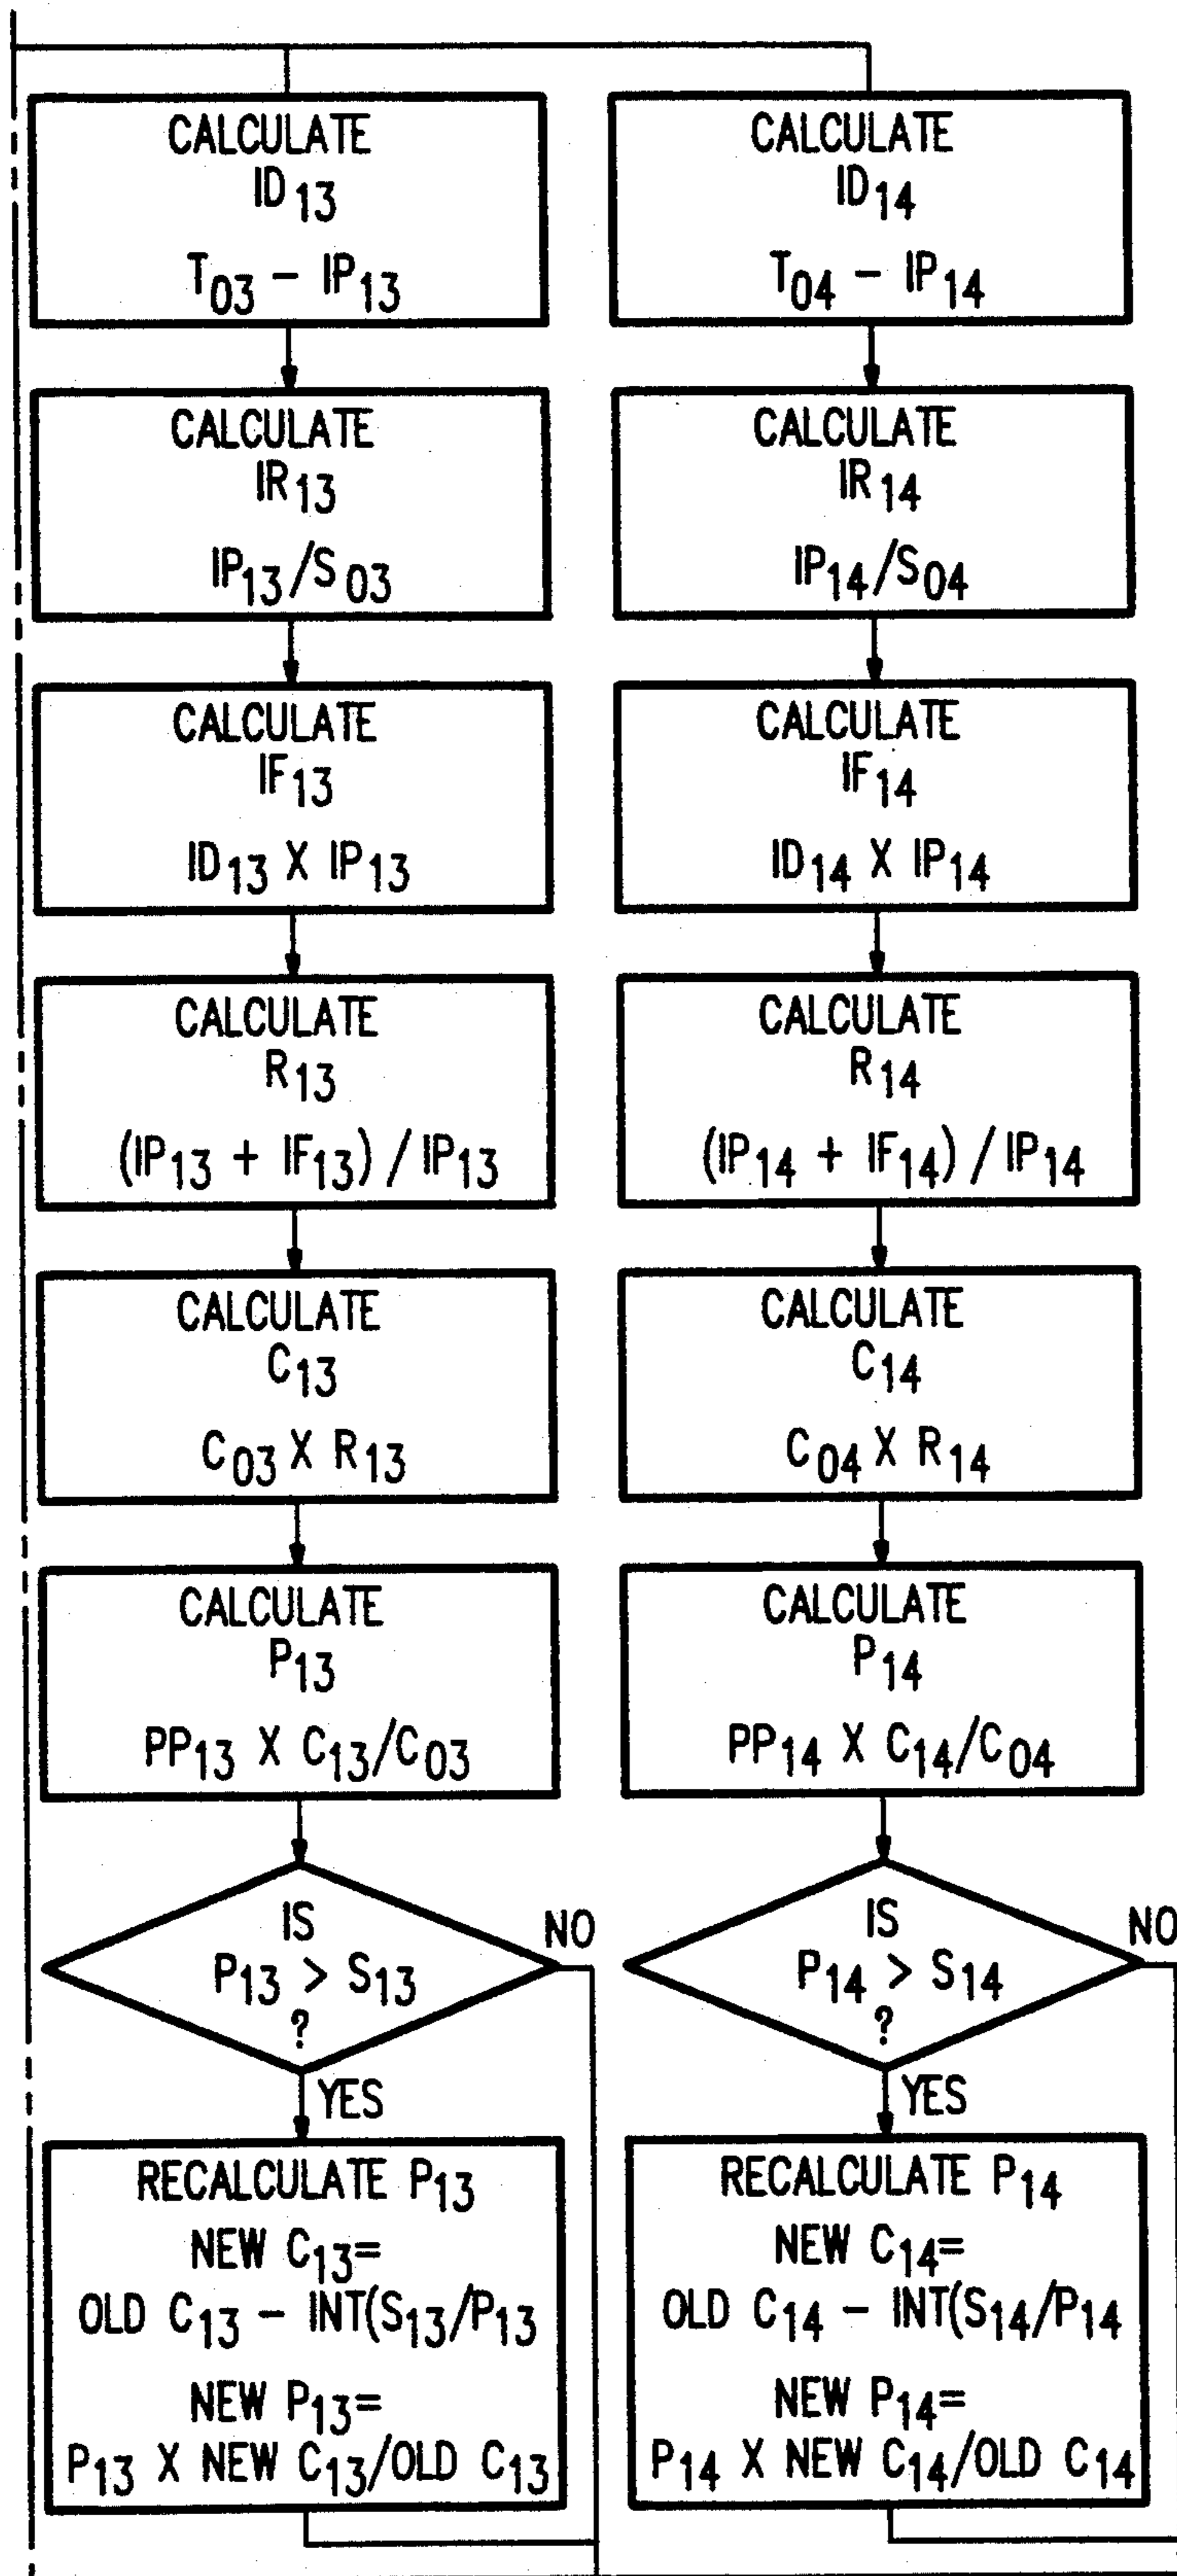 CALCULATE
ID₁₃
T₀₃ − IP₁₃
CALCULATE
IR₁₃
IP₁₃/S₀₃
CALCULATE
IF₁₃
ID₁₃ X IP₁₃
CALCULATE
R₁₃
(IP₁₃ + IF₁₃) / IP₁₃
CALCULATE
C₁₃
C₀₃ X R₁₃
CALCULATE
P₁₃
PP₁₃ X C₁₃/C₀₃
IS
P₁₃ > S₁₃
?
NO
YES
RECALCULATE P₁₃
NEW C₁₃=
OLD C₁₃ − INT(S₁₃/P₁₃
NEW P₁₃=
P₁₃ X NEW C₁₃/OLD C₁₃
CALCULATE
ID₁₄
T₀₄ − IP₁₄
CALCULATE
IR₁₄
IP₁₄/S₀₄
CALCULATE
IF₁₄
ID₁₄ X IP₁₄
CALCULATE
R₁₄
(IP₁₄ + IF₁₄) / IP₁₄
CALCULATE
C₁₄
C₀₄ X R₁₄
CALCULATE
P₁₄
PP₁₄ X C₁₄/C₀₄
IS
P₁₄ > S₁₄
?
NO
YES
RECALCULATE P₁₄
NEW C₁₄=
OLD C₁₄ − INT(S₁₄/P₁₄
NEW P₁₄=
P₁₄ X NEW C₁₄/OLD C₁₄